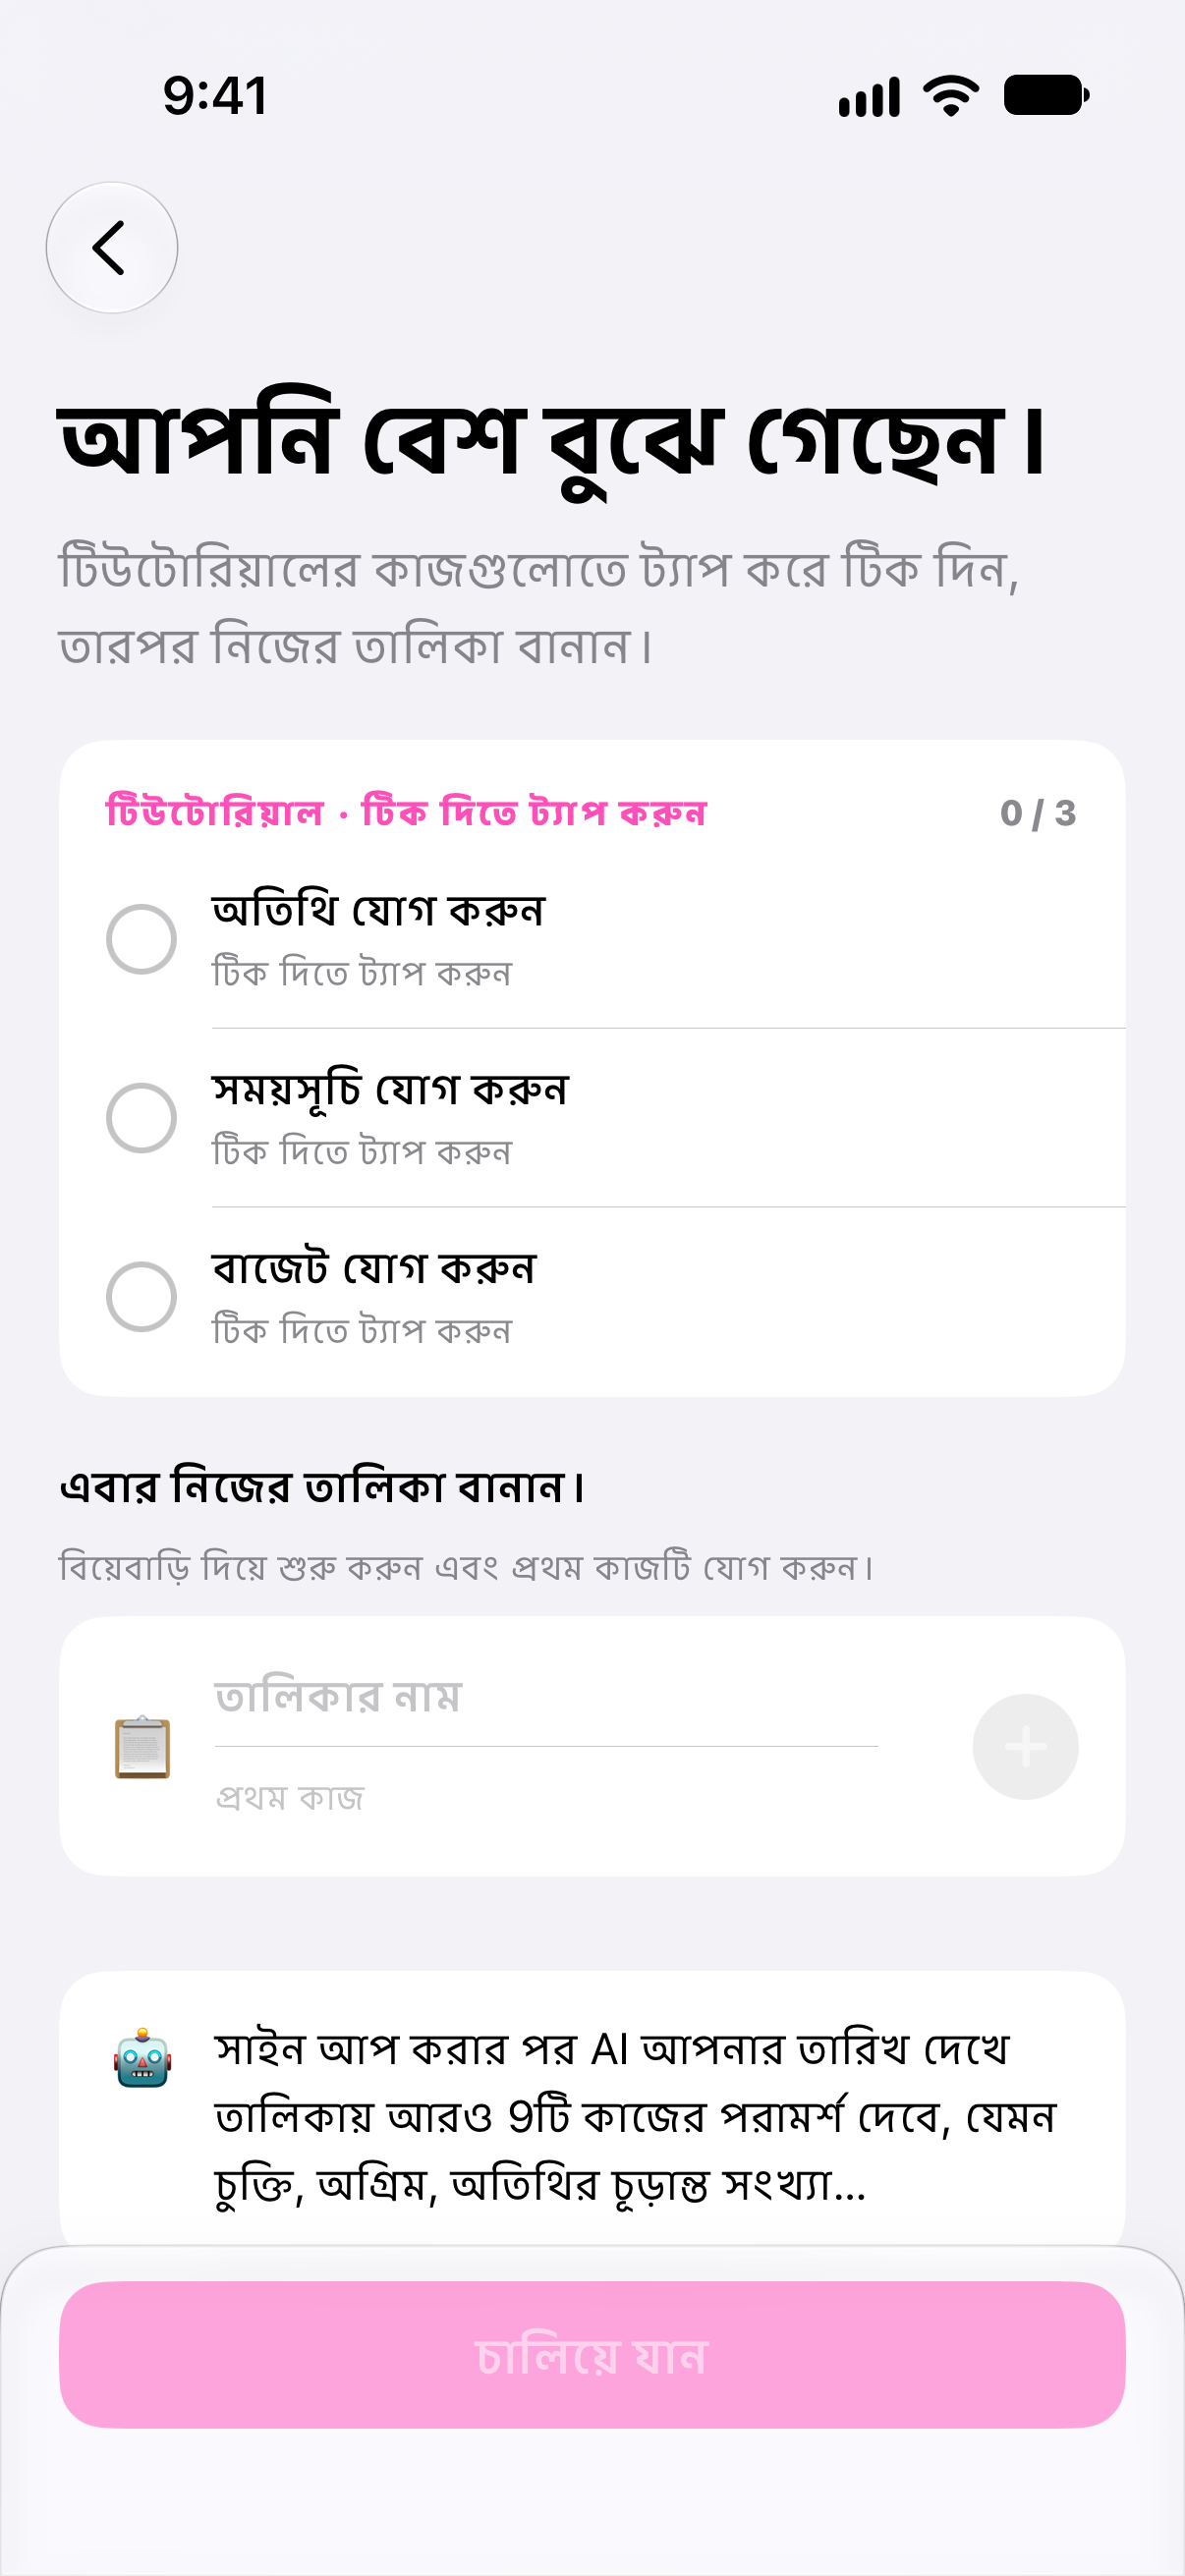 9:41
আপনি বেশ বুঝে গেছেন।
টিউটোরিয়ালের কাজগুলোতে ট্যাপ করে টিক দিন,
তারপর নিজের তালিকা বানান।
টিউটোরিয়াল · টিক দিতে ট্যাপ করুন 0 / 3
অতিথি যোগ করুন
টিক দিতে ট্যাপ করুন
সময়সূচি যোগ করুন
টিক দিতে ট্যাপ করুন
বাজেট যোগ করুন
টিক দিতে ট্যাপ করুন
এবার নিজের তালিকা বানান।
বিয়েবাড়ি দিয়ে শুরু করুন এবং প্রথম কাজটি যোগ করুন।
তালিকার নাম
প্রথম কাজ
সাইন আপ করার পর AI আপনার তারিখ দেখে
তালিকায় আরও 9টি কাজের পরামর্শ দেবে, যেমন
চুক্তি, অগ্রিম, অতিথির চূড়ান্ত সংখ্যা...
চালিয়ে যান